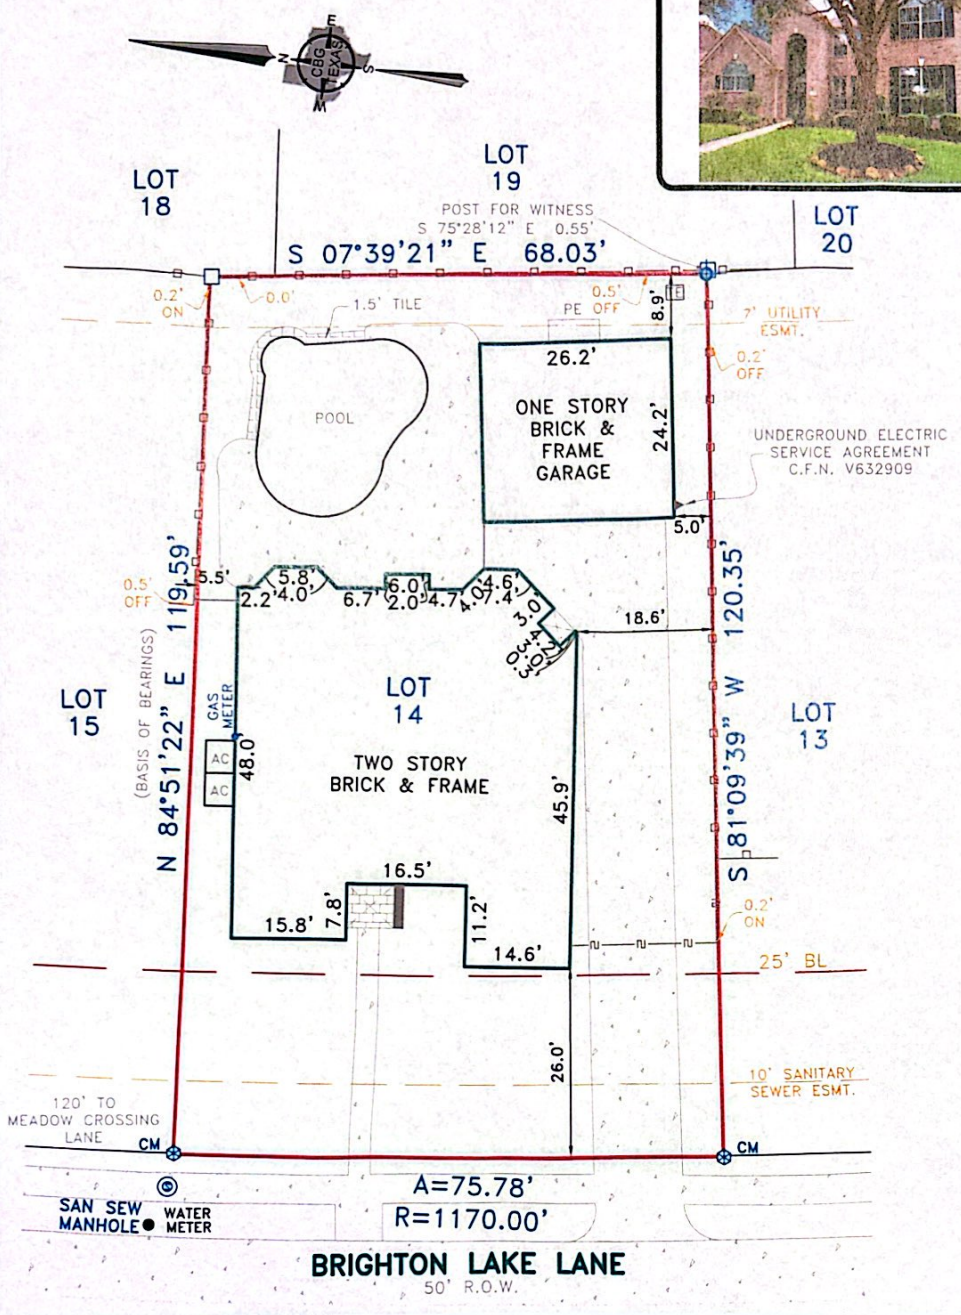 E
N
CBG
TEXAS
S
W
LOT
18
LOT
19
LOT
20
POST FOR WITNESS
S 75°28'12" E 0.55'
S 07°39'21" E 68.03'
0.2'
ON
0.0'
1.5' TILE
0.5'
OFF
PE
E
8.9'
7' UTILITY
ESMT.
0.2'
OFF
26.2'
POOL
ONE STORY
BRICK &
FRAME
GARAGE
24.2'
UNDERGROUND ELECTRIC
SERVICE AGREEMENT
C.F.N. V632909
5.0'
N 84°51'22" E 119.59'
(BASIS OF BEARINGS)
0.5'
OFF
5.5'
2.2'
5.8'
4.0'
6.7'
6.0'
2.0'
4.7'
4.0'
4.6'
7.4'
3.0'
4.2'
3.0'
0.3'
18.6'
S 81°09'39" W 120.35'
LOT
15
GAS
METER
AC
AC
48.0'
LOT
14
TWO STORY
BRICK & FRAME
45.9'
LOT
13
16.5'
7.8'
15.8'
11.2'
14.6'
0.2'
ON
25' BL
26.0'
10' SANITARY
SEWER ESMT.
120' TO
MEADOW CROSSING
LANE
CM
CM
S
SAN SEW
MANHOLE
WATER
METER
A=75.78'
R=1170.00'
BRIGHTON LAKE LANE
50' R.O.W.